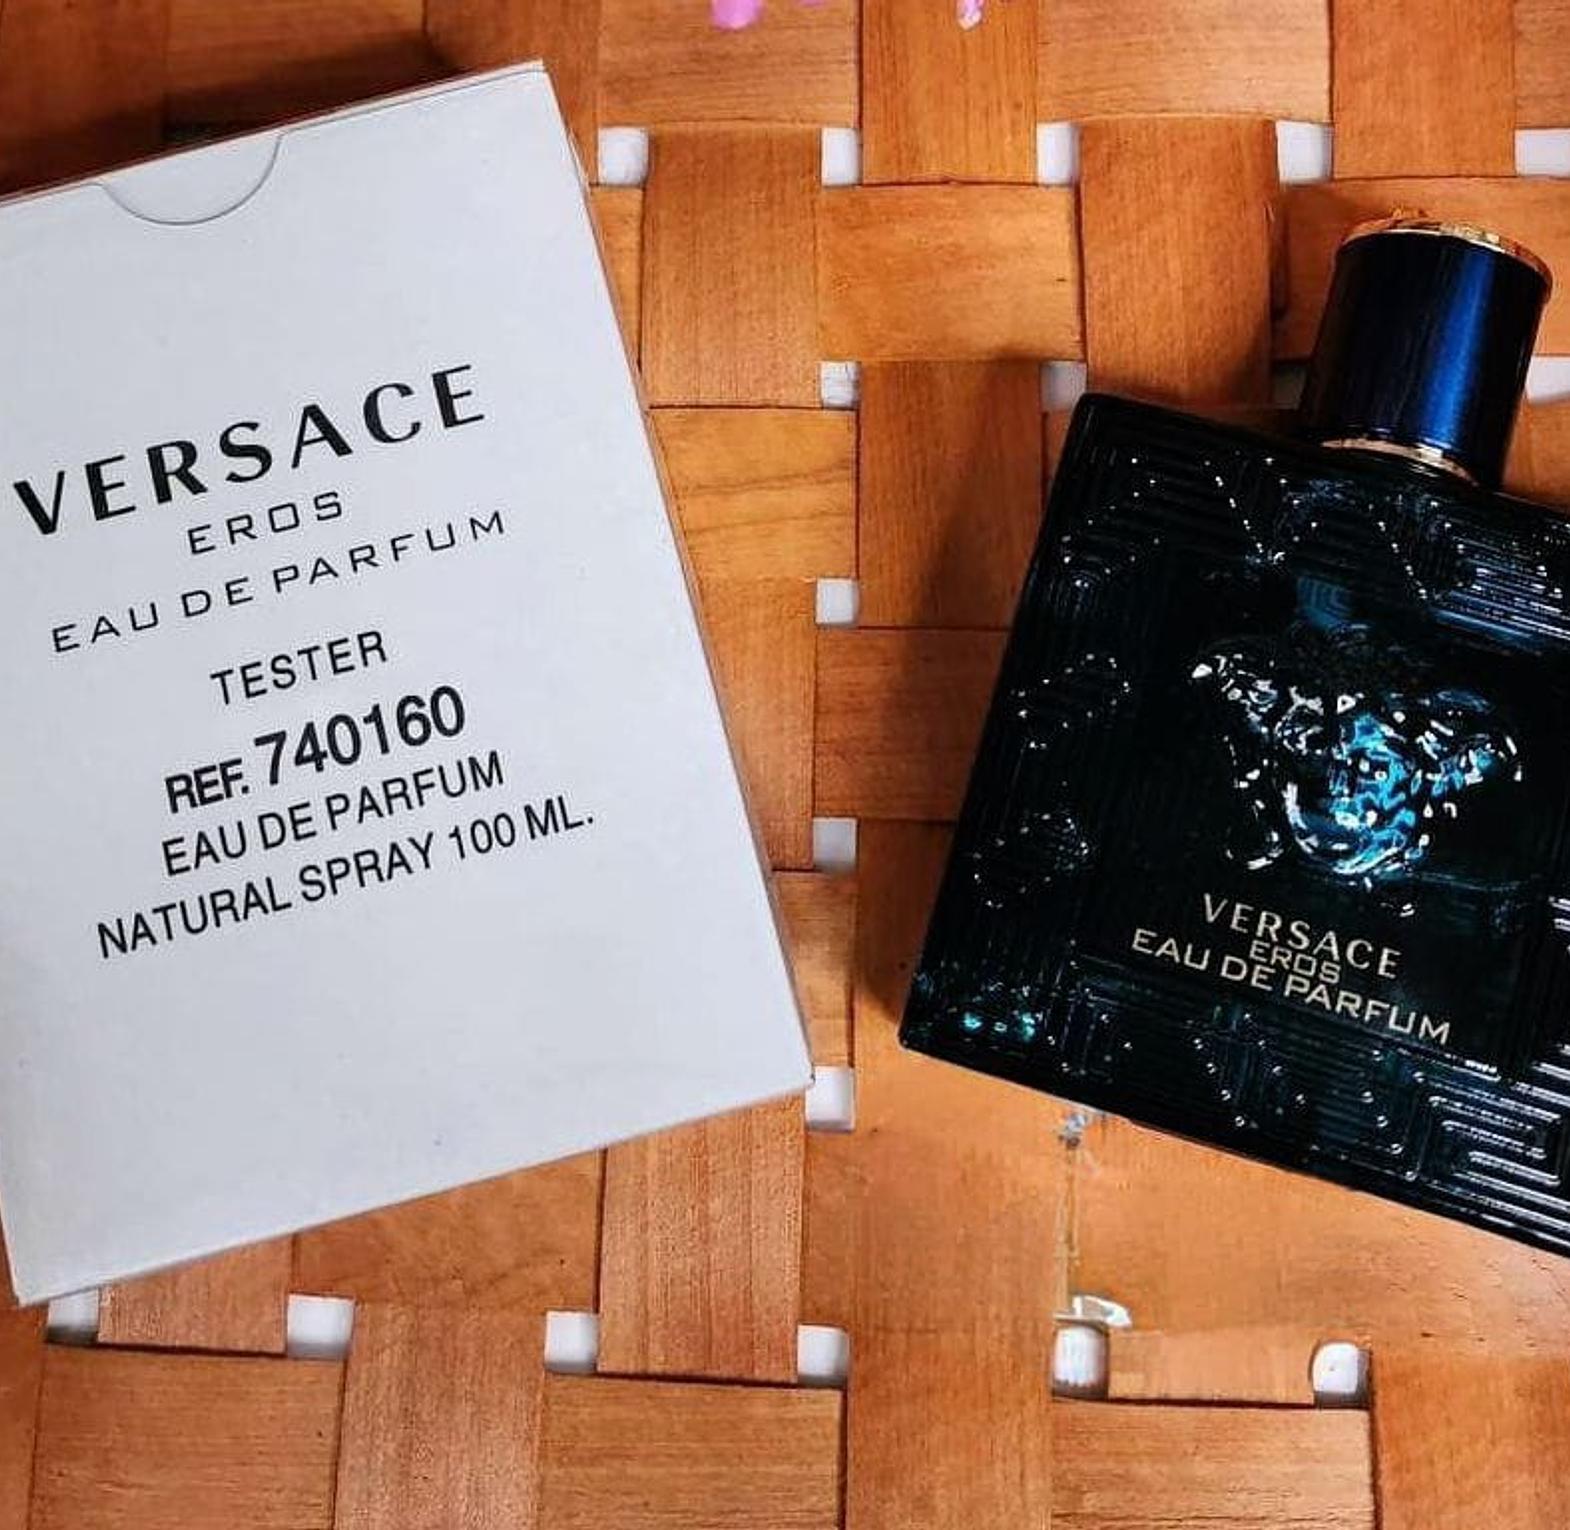 VERSACE
EROS
EAU DE PARFUM
TESTER
REF. 740160
EAU DE PARFUM
NATURAL SPRAY 100 ML.
VERSACE
EROS
EAU DE PARFUM